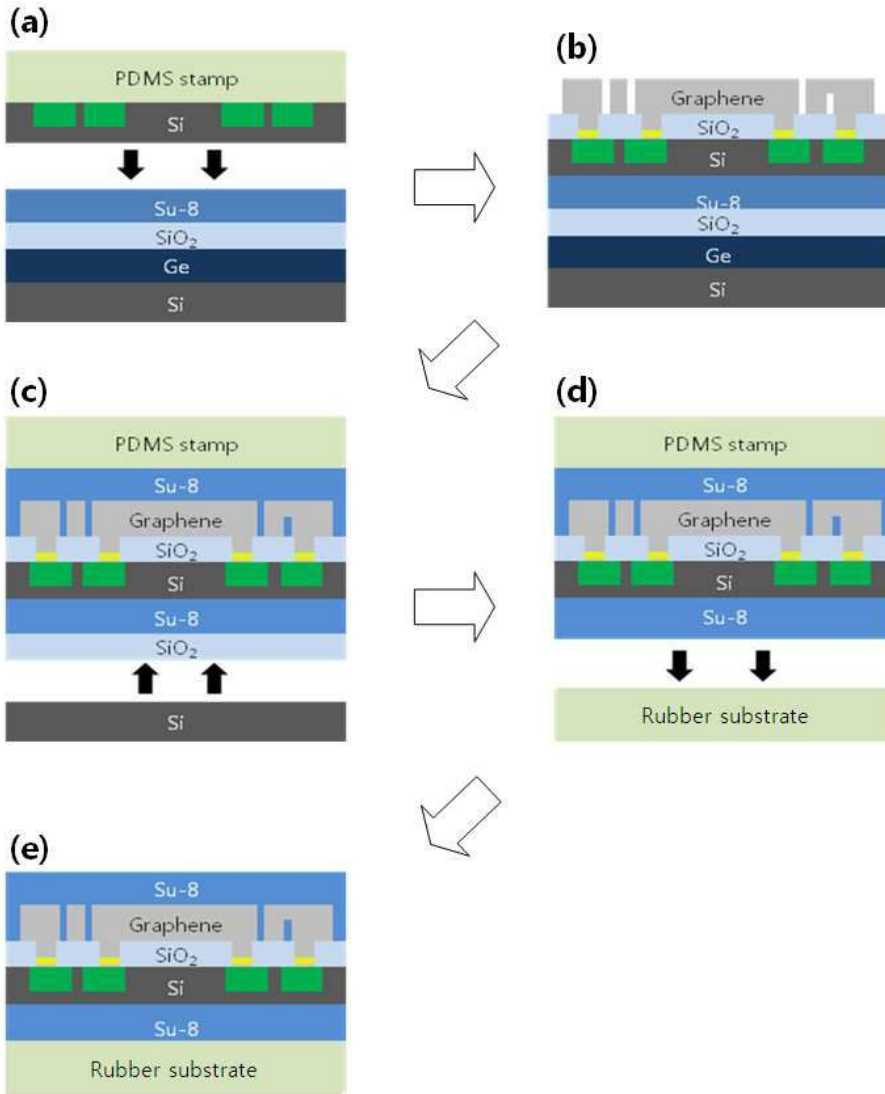 (a)
PDMS stamp
Si
Su-8
SiO₂
Ge
Si
(b)
Graphene
SiO₂
Si
Su-8
SiO₂
Ge
Si
(c)
PDMS stamp
Su-8
Graphene
SiO₂
Si
Su-8
SiO₂
Si
(d)
PDMS stamp
Su-8
Graphene
SiO₂
Si
Su-8
Rubber substrate
(e)
Su-8
Graphene
SiO₂
Si
Su-8
Rubber substrate